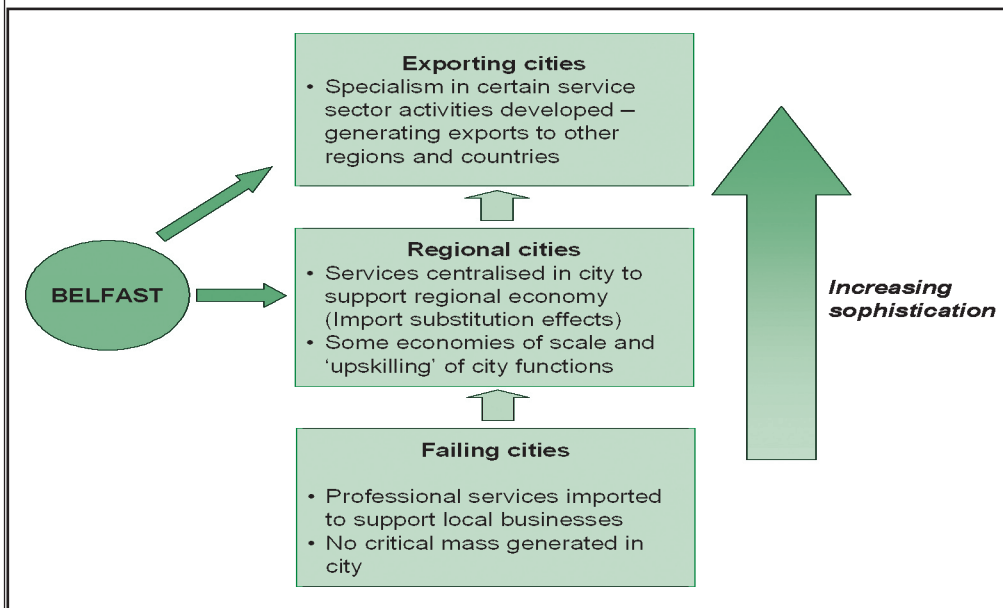 Exporting cities
• Specialism in certain service
sector activities developed –
generating exports to other
regions and countries
BELFAST
Regional cities
• Services centralised in city to
support regional economy
(Import substitution effects)
• Some economies of scale and
‘upskilling’ of city functions
Increasing
sophistication
Failing cities
• Professional services imported
to support local businesses
• No critical mass generated in
city